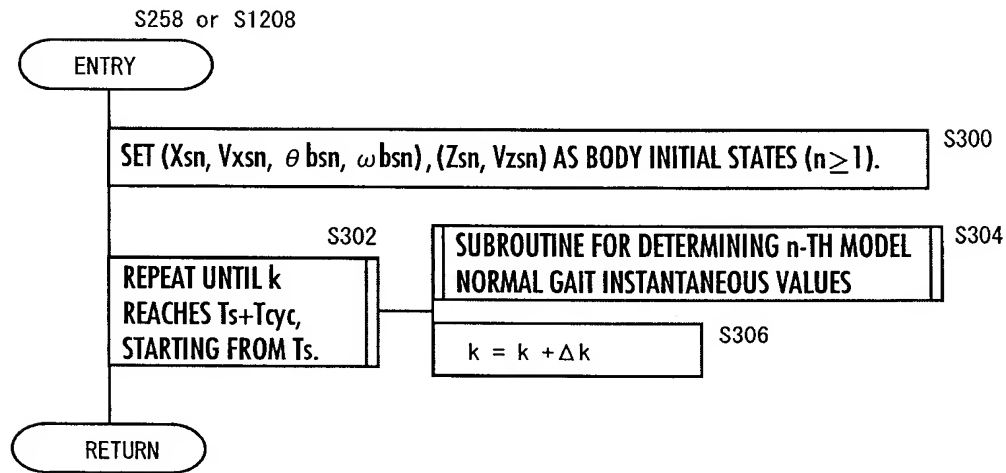 S258 or S1208
ENTRY
SET (Xsn, Vxsn, θbsn, ωbsn), (Zsn, Vzsn) AS BODY INITIAL STATES (n≥1).
S300
S302
REPEAT UNTIL k
REACHES Ts+Tcyc,
STARTING FROM Ts.
SUBROUTINE FOR DETERMINING n-TH MODEL
NORMAL GAIT INSTANTANEOUS VALUES
S304
k = k +Δk
S306
RETURN